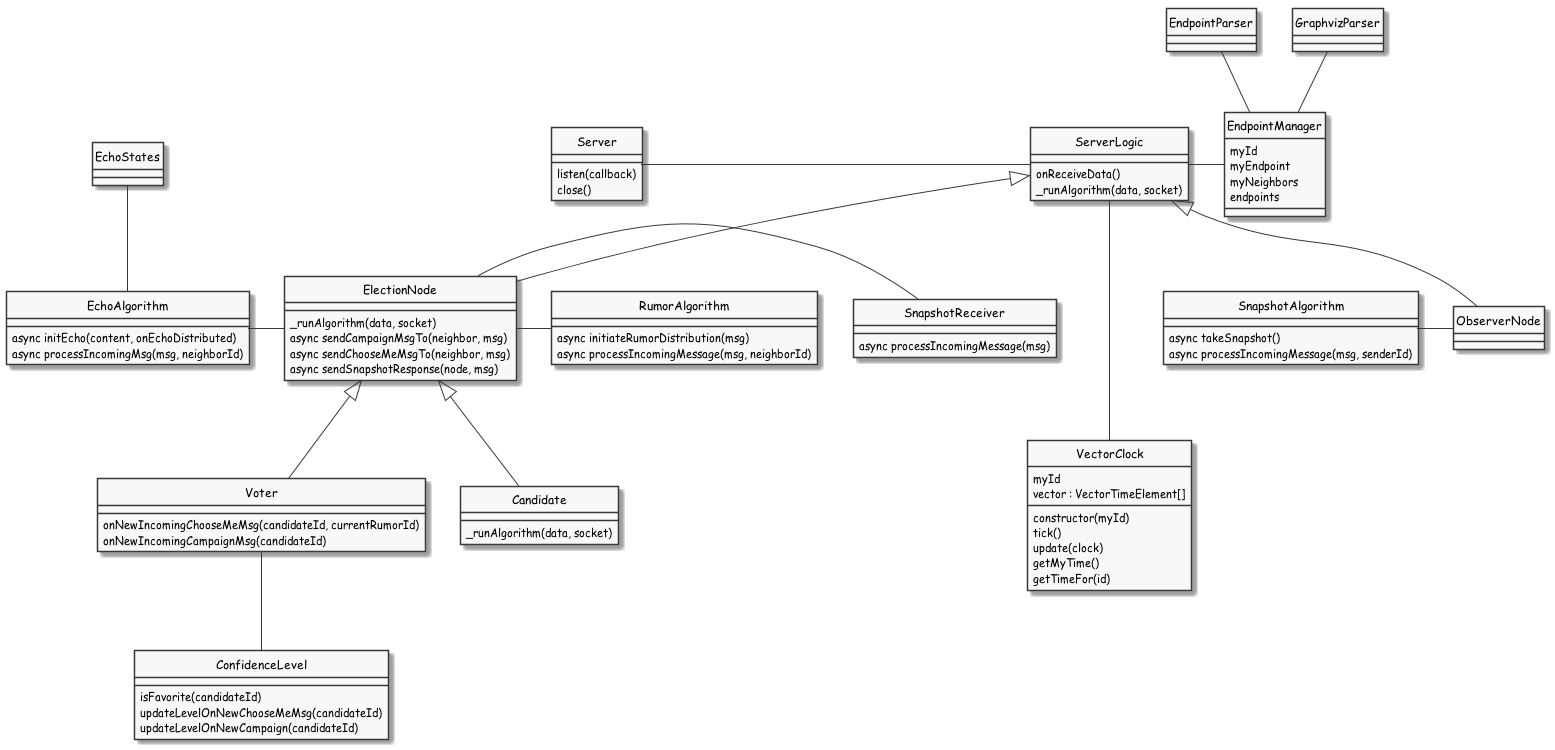 EndpointParser
GraphvizParser
EndpointManager
myId
myEndpoint
myNeighbors
endpoints
Server
listen(callback)
close()
ServerLogic
onReceiveData()
_runAlgorithm(data, socket)
EchoStates
EchoAlgorithm
async initEcho(content, onEchoDistributed)
async processIncomingMsg(msg, neighborId)
ElectionNode
_runAlgorithm(data, socket)
async sendCampaignMsgTo(neighbor, msg)
async sendChooseMeMsgTo(neighbor, msg)
async sendSnapshotResponse(node, msg)
RumorAlgorithm
async initiateRumorDistribution(msg)
async processIncomingMessage(msg, neighborId)
SnapshotReceiver
async processIncomingMessage(msg)
SnapshotAlgorithm
async takeSnapshot()
async processIncomingMessage(msg, senderId)
ObserverNode
Voter
onNewIncomingChooseMeMsg(candidateId, currentRumorId)
onNewIncomingCampaignMsg(candidateId)
Candidate
_runAlgorithm(data, socket)
VectorClock
myId
vector : VectorTimeElement[]
constructor(myId)
tick()
update(clock)
getMyTime()
getTimeFor(id)
ConfidenceLevel
isFavorite(candidateId)
updateLevelOnNewChooseMeMsg(candidateId)
updateLevelOnNewCampaign(candidateId)